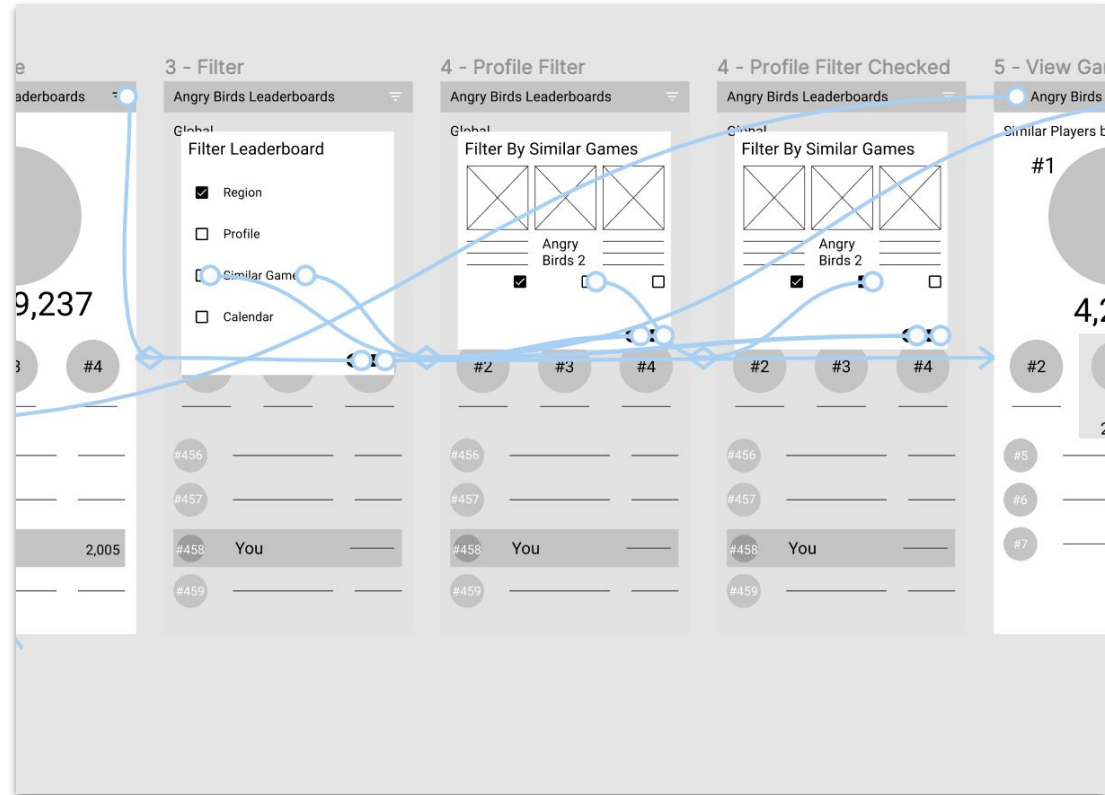 3 - Filter
4 - Profile Filter
4 - Profile Filter Checked
5 - View
Angry Birds Leaderboards
Angry Birds Leaderboards
Angry Birds Leaderboards
Angry Birds
9,237
#4
2,005
Global
Filter Leaderboard
Region
Profile
Similar Games
Calendar
#456
#457
#458 You
#459
Global
Filter By Similar Games
Angry
Birds 2
#2 #3 #4
#456
#457
#458 You
#459
Global
Filter By Similar Games
Angry
Birds 2
#2 #3 #4
#456
#457
#458 You
#459
Similar Players
#1
#2
#5
#6
#7